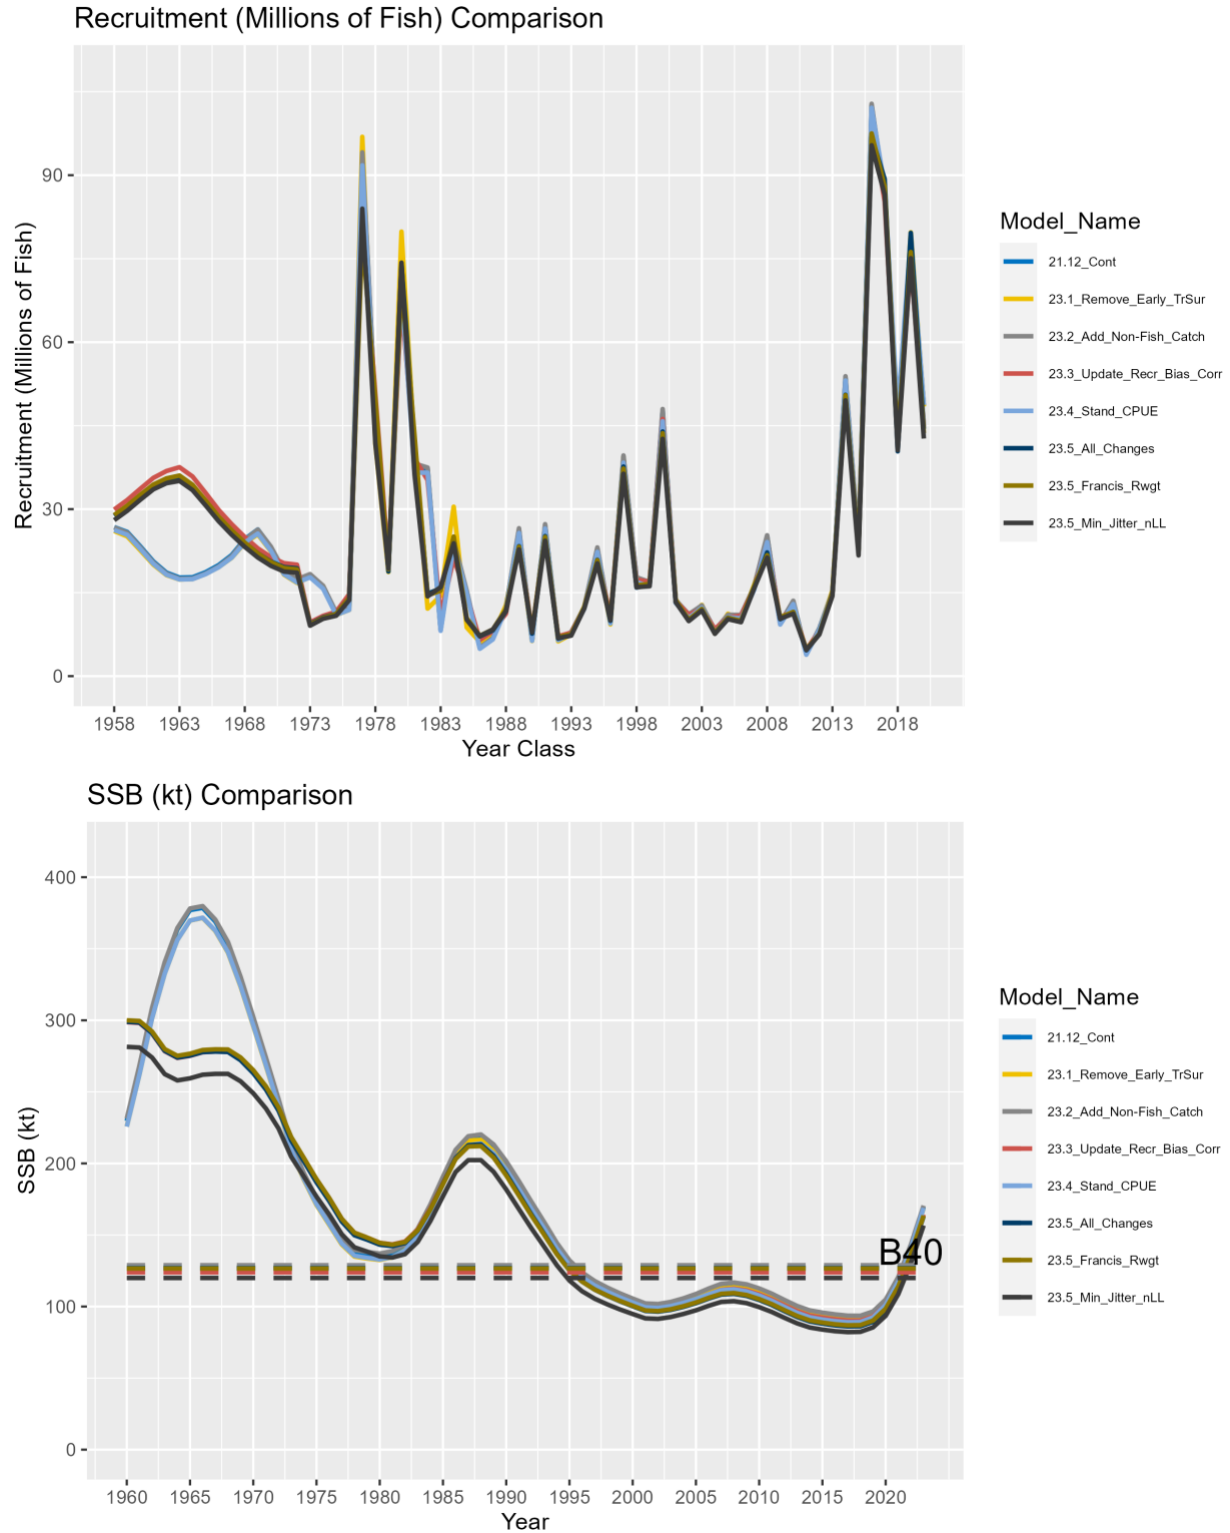 Recruitment (Millions of Fish) Comparison
Recruitment (Millions of Fish)
90
60
30
0
1958 1963 1968 1973 1978 1983 1988 1993 1998 2003 2008 2013 2018
Year Class
Model_Name
21.12_Cont
23.1_Remove_Early_TrSur
23.2_Add_Non-Fish_Catch
23.3_Update_Recr_Bias_Corr
23.4_Stand_CPUE
23.5_All_Changes
23.5_Francis_Rwgt
23.5_Min_Jitter_nLL
SSB (kt) Comparison
SSB (kt)
400
300
200
100
0
B40
1960 1965 1970 1975 1980 1985 1990 1995 2000 2005 2010 2015 2020
Year
Model_Name
21.12_Cont
23.1_Remove_Early_TrSur
23.2_Add_Non-Fish_Catch
23.3_Update_Recr_Bias_Corr
23.4_Stand_CPUE
23.5_All_Changes
23.5_Francis_Rwgt
23.5_Min_Jitter_nLL